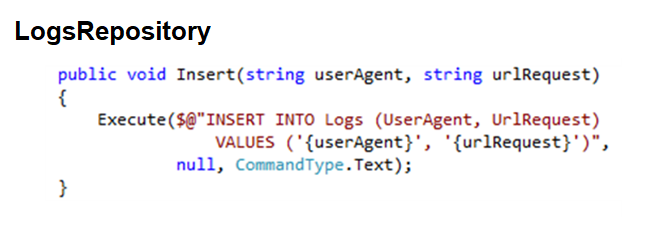 LogsRepository
public void Insert(string userAgent, string urlRequest)
{
Execute($@"INSERT INTO Logs (UserAgent, UrlRequest)
VALUES ('{userAgent}', '{urlRequest}')",
null, CommandType.Text);
}